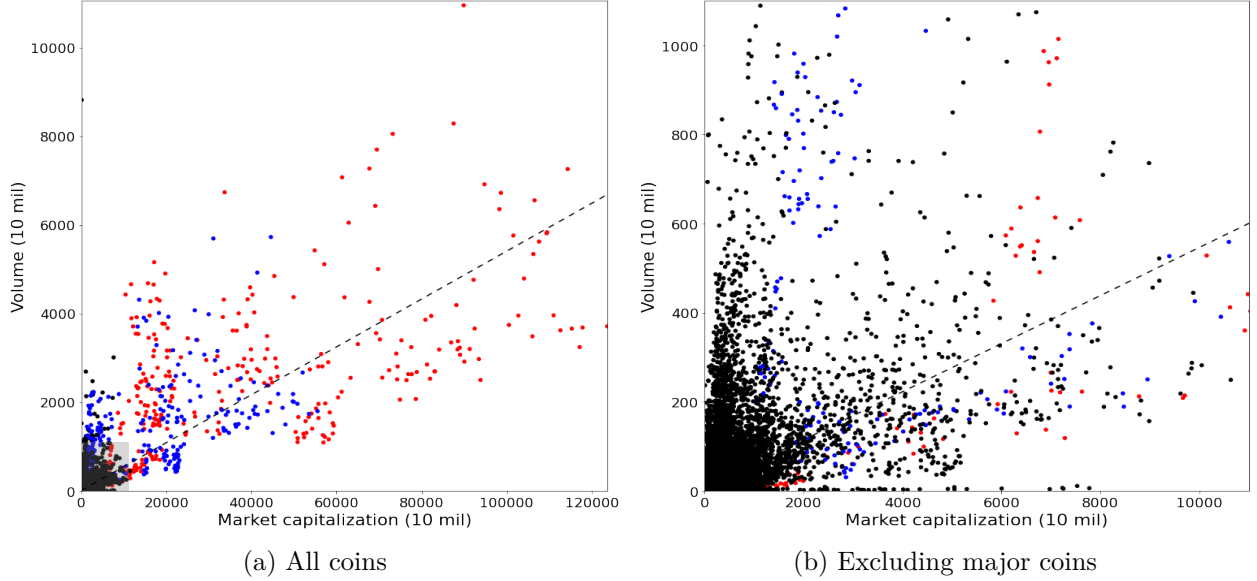 10000
8000
6000
4000
2000
0
Volume (10 mil)
0 20000 40000 60000 80000 100000 120000
Market capitalization (10 mil)
(a) All coins
1000
800
600
400
200
0
Volume (10 mil)
0 2000 4000 6000 8000 10000
Market capitalization (10 mil)
(b) Excluding major coins